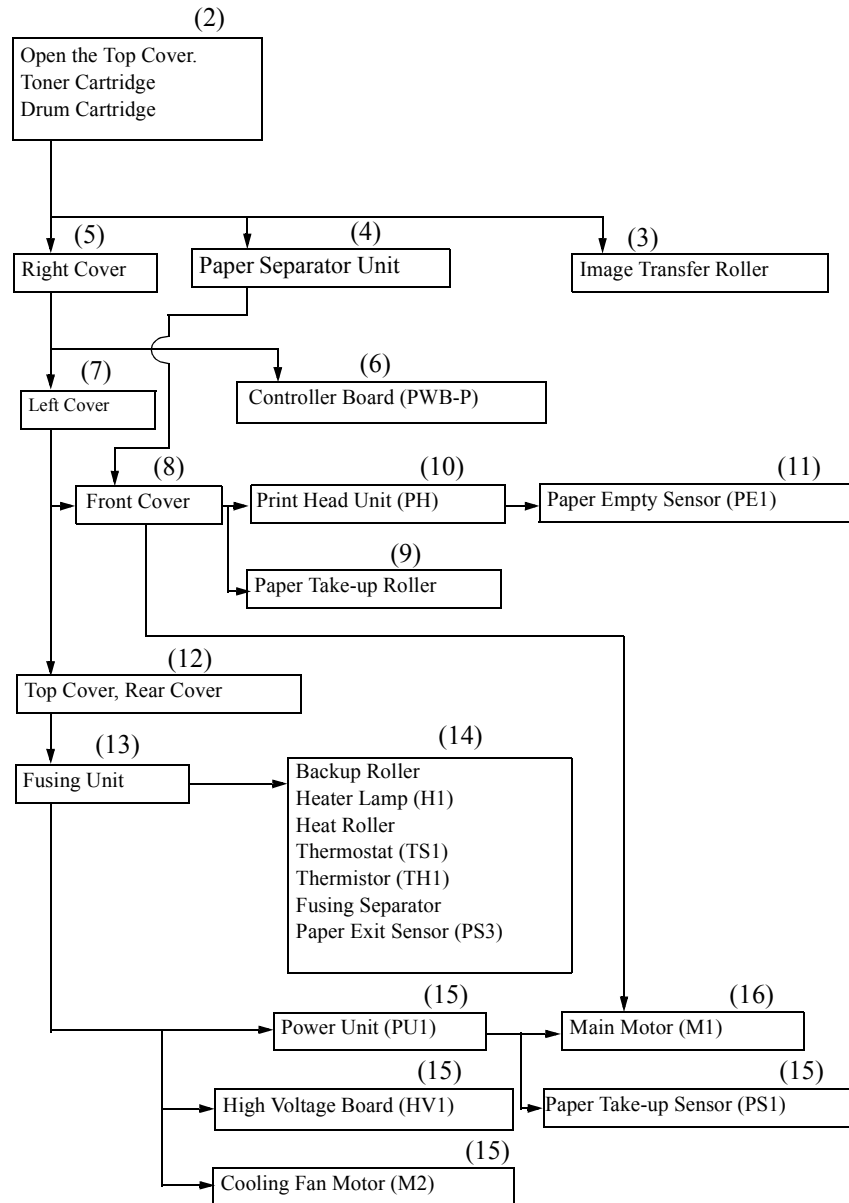 (2)
Open the Top Cover.
Toner Cartridge
Drum Cartridge
(5)
Right Cover
(4)
Paper Separator Unit
(3)
Image Transfer Roller
(7)
Left Cover
(6)
Controller Board (PWB-P)
(8)
Front Cover
(10)
Print Head Unit (PH)
(11)
Paper Empty Sensor (PE1)
(9)
Paper Take-up Roller
(12)
Top Cover, Rear Cover
(13)
Fusing Unit
(14)
Backup Roller
Heater Lamp (H1)
Heat Roller
Thermostat (TS1)
Thermistor (TH1)
Fusing Separator
Paper Exit Sensor (PS3)
(15)
Power Unit (PU1)
(16)
Main Motor (M1)
(15)
High Voltage Board (HV1)
(15)
Paper Take-up Sensor (PS1)
(15)
Cooling Fan Motor (M2)